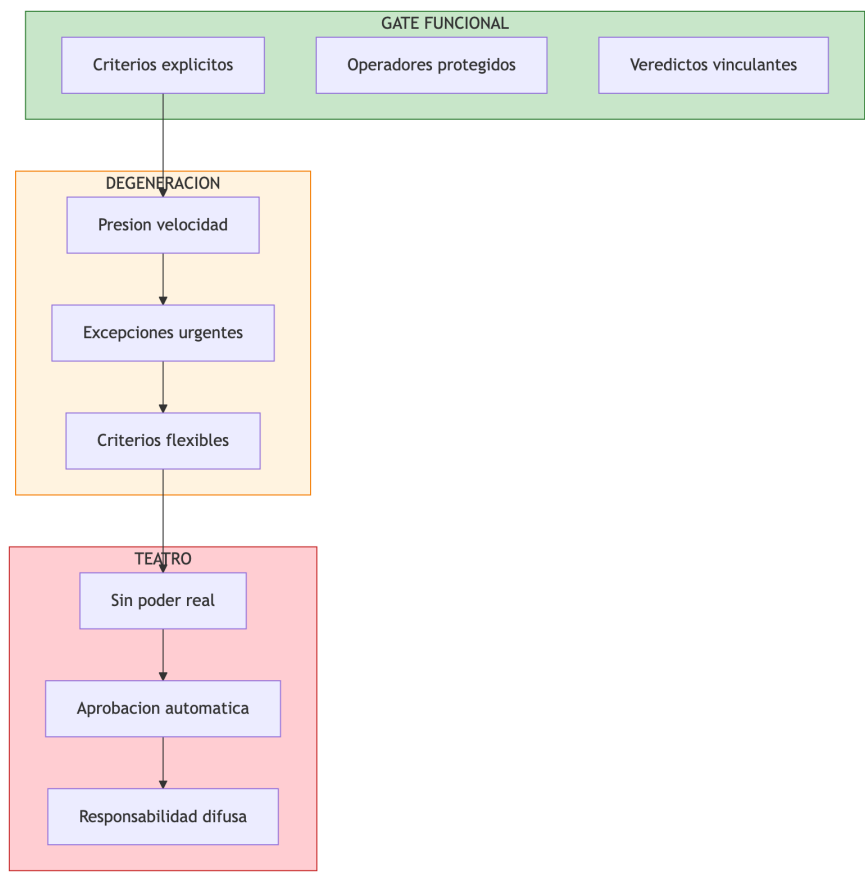 GATE FUNCIONAL
Criterios explicitos
Operadores protegidos
Veredictos vinculantes
DEGENERACION
Presion velocidad
Excepciones urgentes
Criterios flexibles
TEATRO
Sin poder real
Aprobacion automatica
Responsabilidad difusa